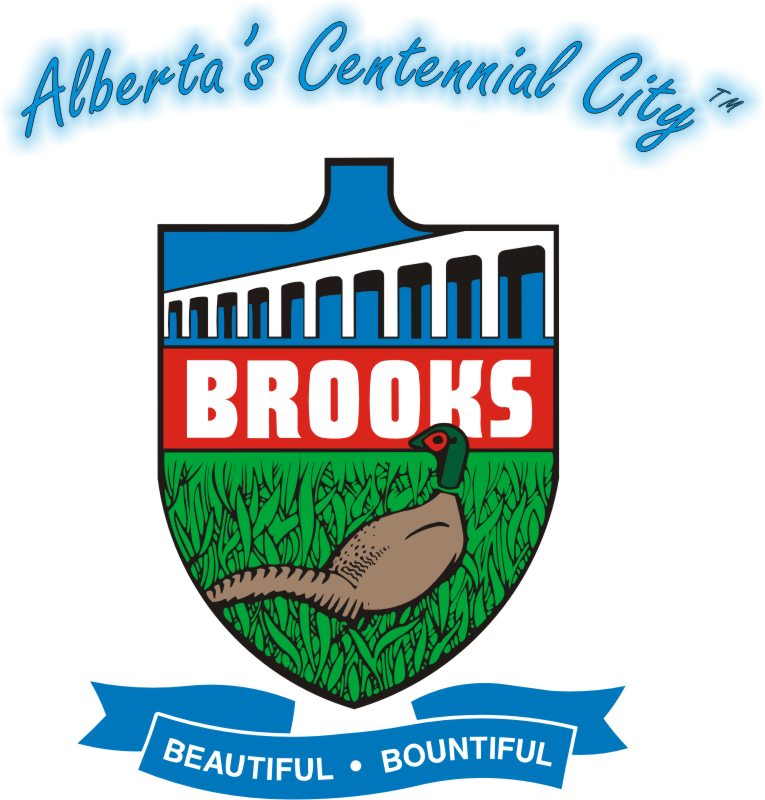 Alberta's Centennial City™
BROOKS
BEAUTIFUL • BOUNTIFUL